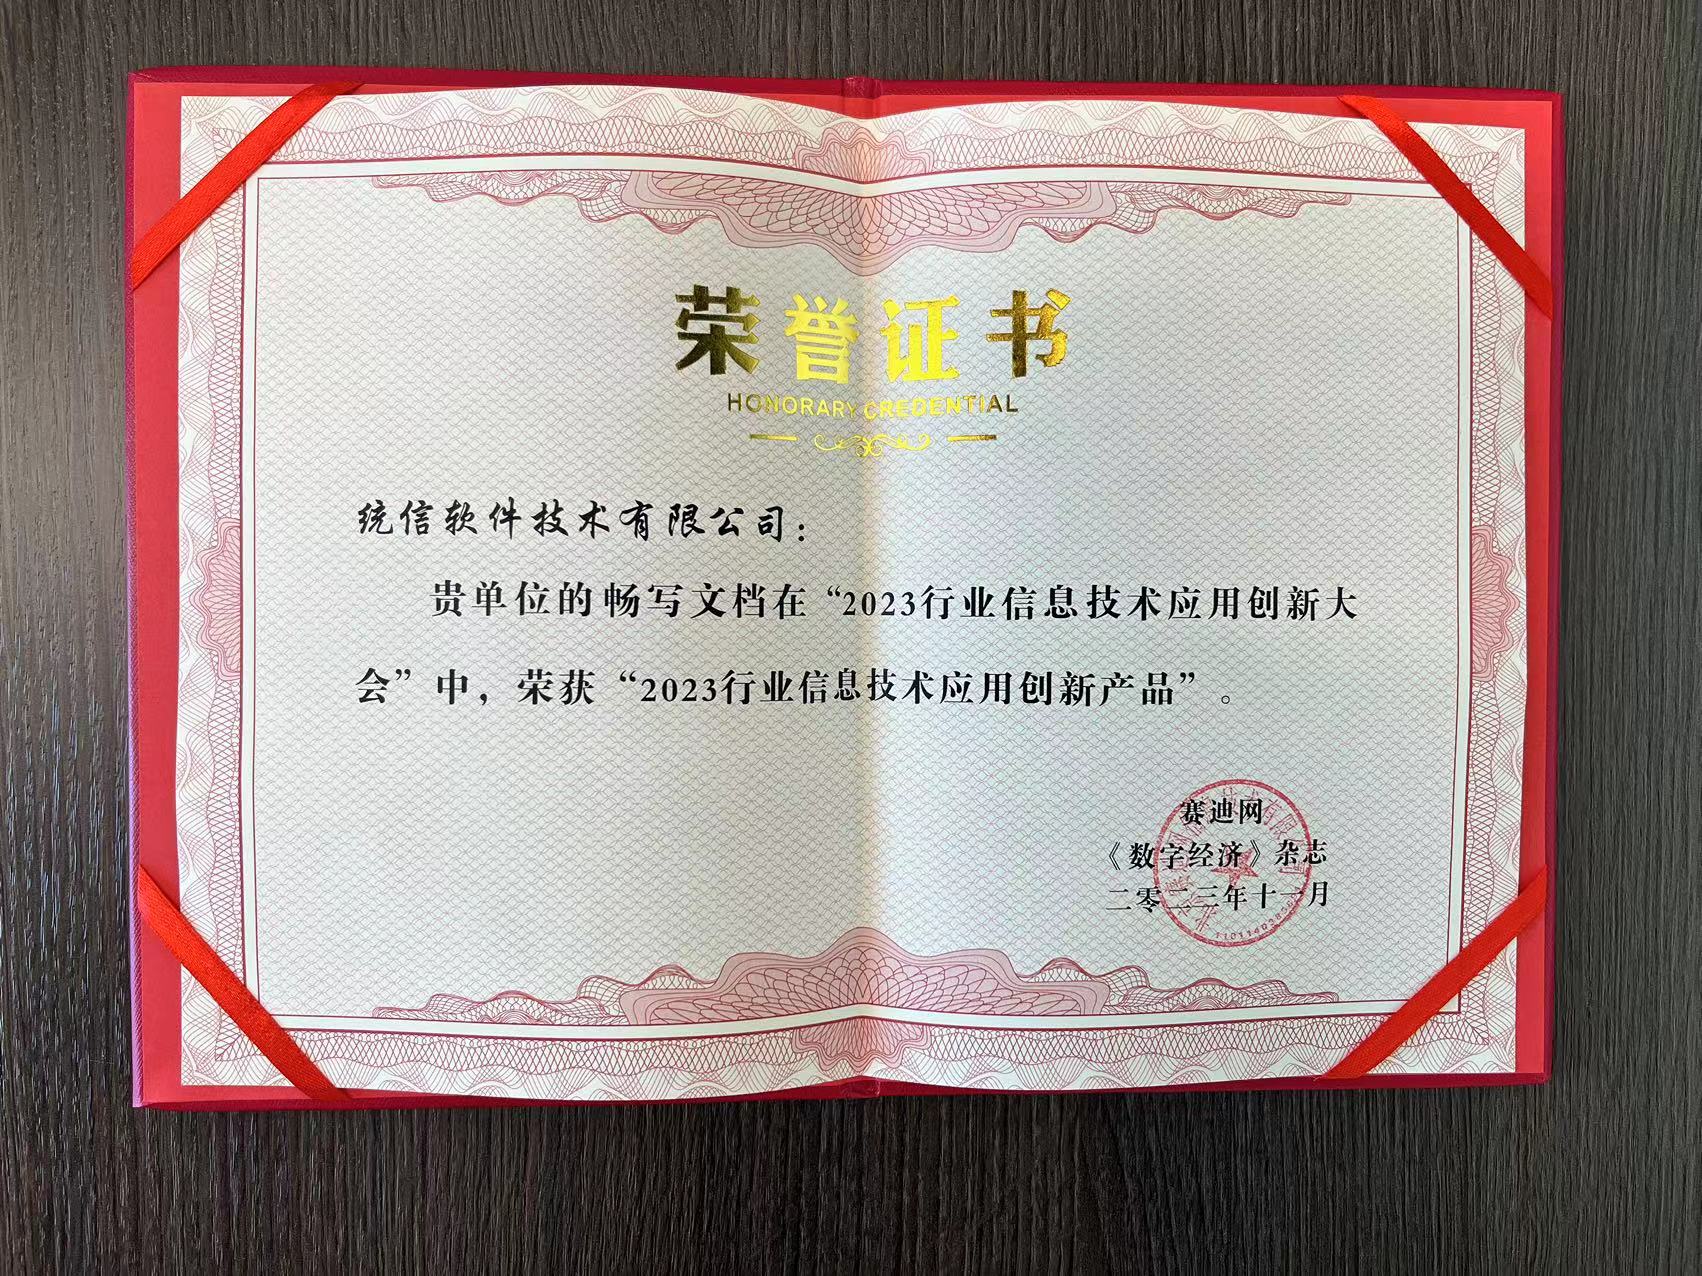 荣誉证书
HONORARY CREDENTIAL
统信软件技术有限公司：
贵单位的畅写文档在“2023行业信息技术应用创新大
会”中，荣获“2023行业信息技术应用创新产品”。
赛迪网
《数字经济》杂志
二零二三年十一月